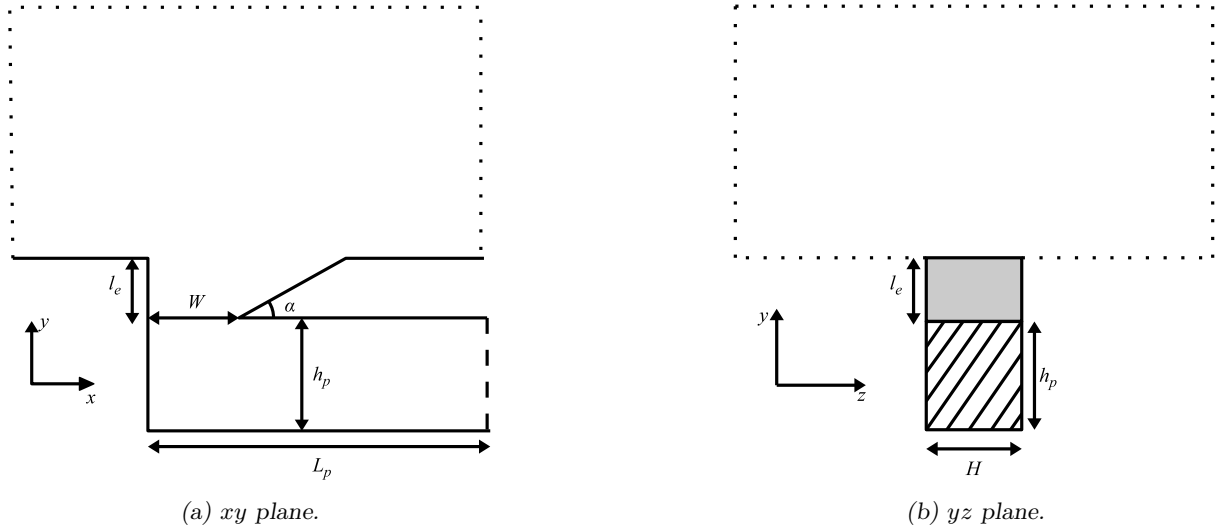 l_e
W
α
y
h_p
x
L_p
(a) xy plane.
l_e
y
h_p
z
H
(b) yz plane.